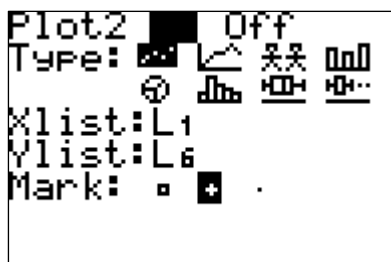 Plot2 Off
Type:
Xlist:L₁
Ylist:L₆
Mark: